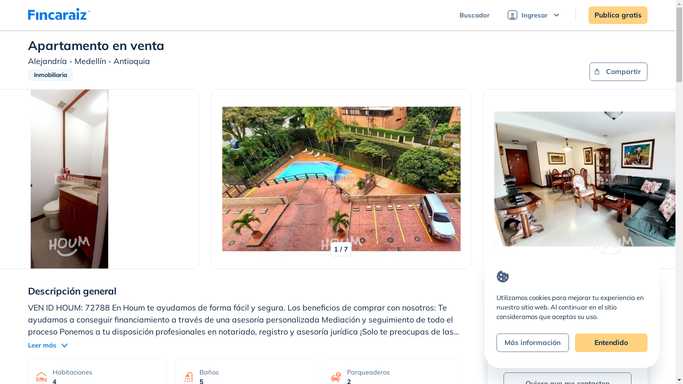 Fincaraiz
Buscador
Ingresar
Publica gratis
Apartamento en venta
Alejandría - Medellín - Antioquia
Inmobiliaria
Compartir
HOUM
HOUM
HOUM
1 / 7
Descripción general
VEN ID HOUM: 72788 En Houm te ayudamos de forma fácil y segura. Los beneficios de comprar con nosotros: Te
ayudamos a conseguir financiamiento a través de una asesoría personalizada Mediación y seguimiento de todo el
proceso Ponemos a tu disposición profesionales en notariado, registro y asesoría jurídica ¡Solo te preocupas de las...
Leer más
Utilizamos cookies para mejorar tu experiencia en
nuestro sitio web. Al continuar en el sitio
consideramos que aceptas su uso.
Más información
Entendido
Habitaciones
4
Baños
5
Parqueaderos
2
Quiero que me contacten